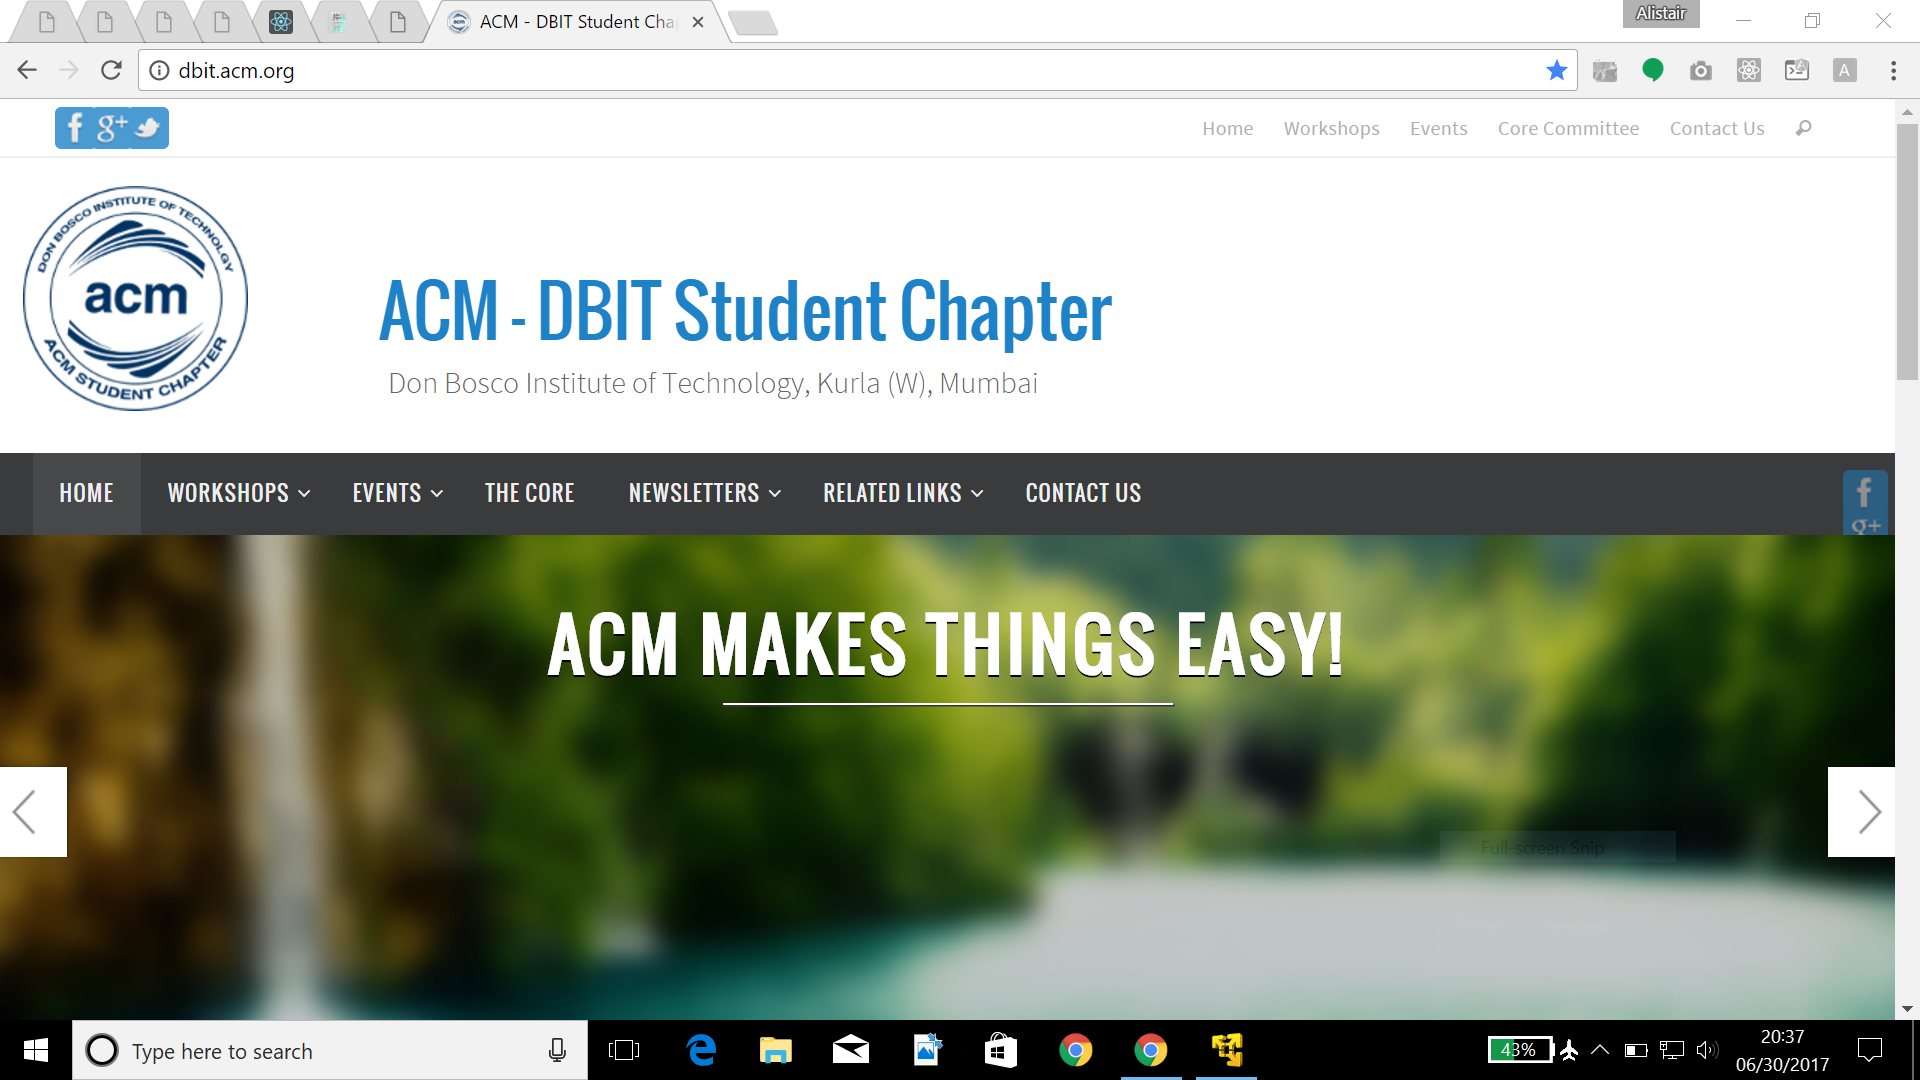 Alistair
ACM - DBIT Student Cha
dbit.acm.org
f g+
Home Workshops Events Core Committee Contact Us
DON BOSCO INSTITUTE OF TECHNOLGY
acm
ACM STUDENT CHAPTER
ACM - DBIT Student Chapter
Don Bosco Institute of Technology, Kurla (W), Mumbai
HOME WORKSHOPS EVENTS THE CORE NEWSLETTERS RELATED LINKS CONTACT US
f
g+
ACM MAKES THINGS EASY!
Full-screen Snip
Type here to search
43%
20:37
06/30/2017